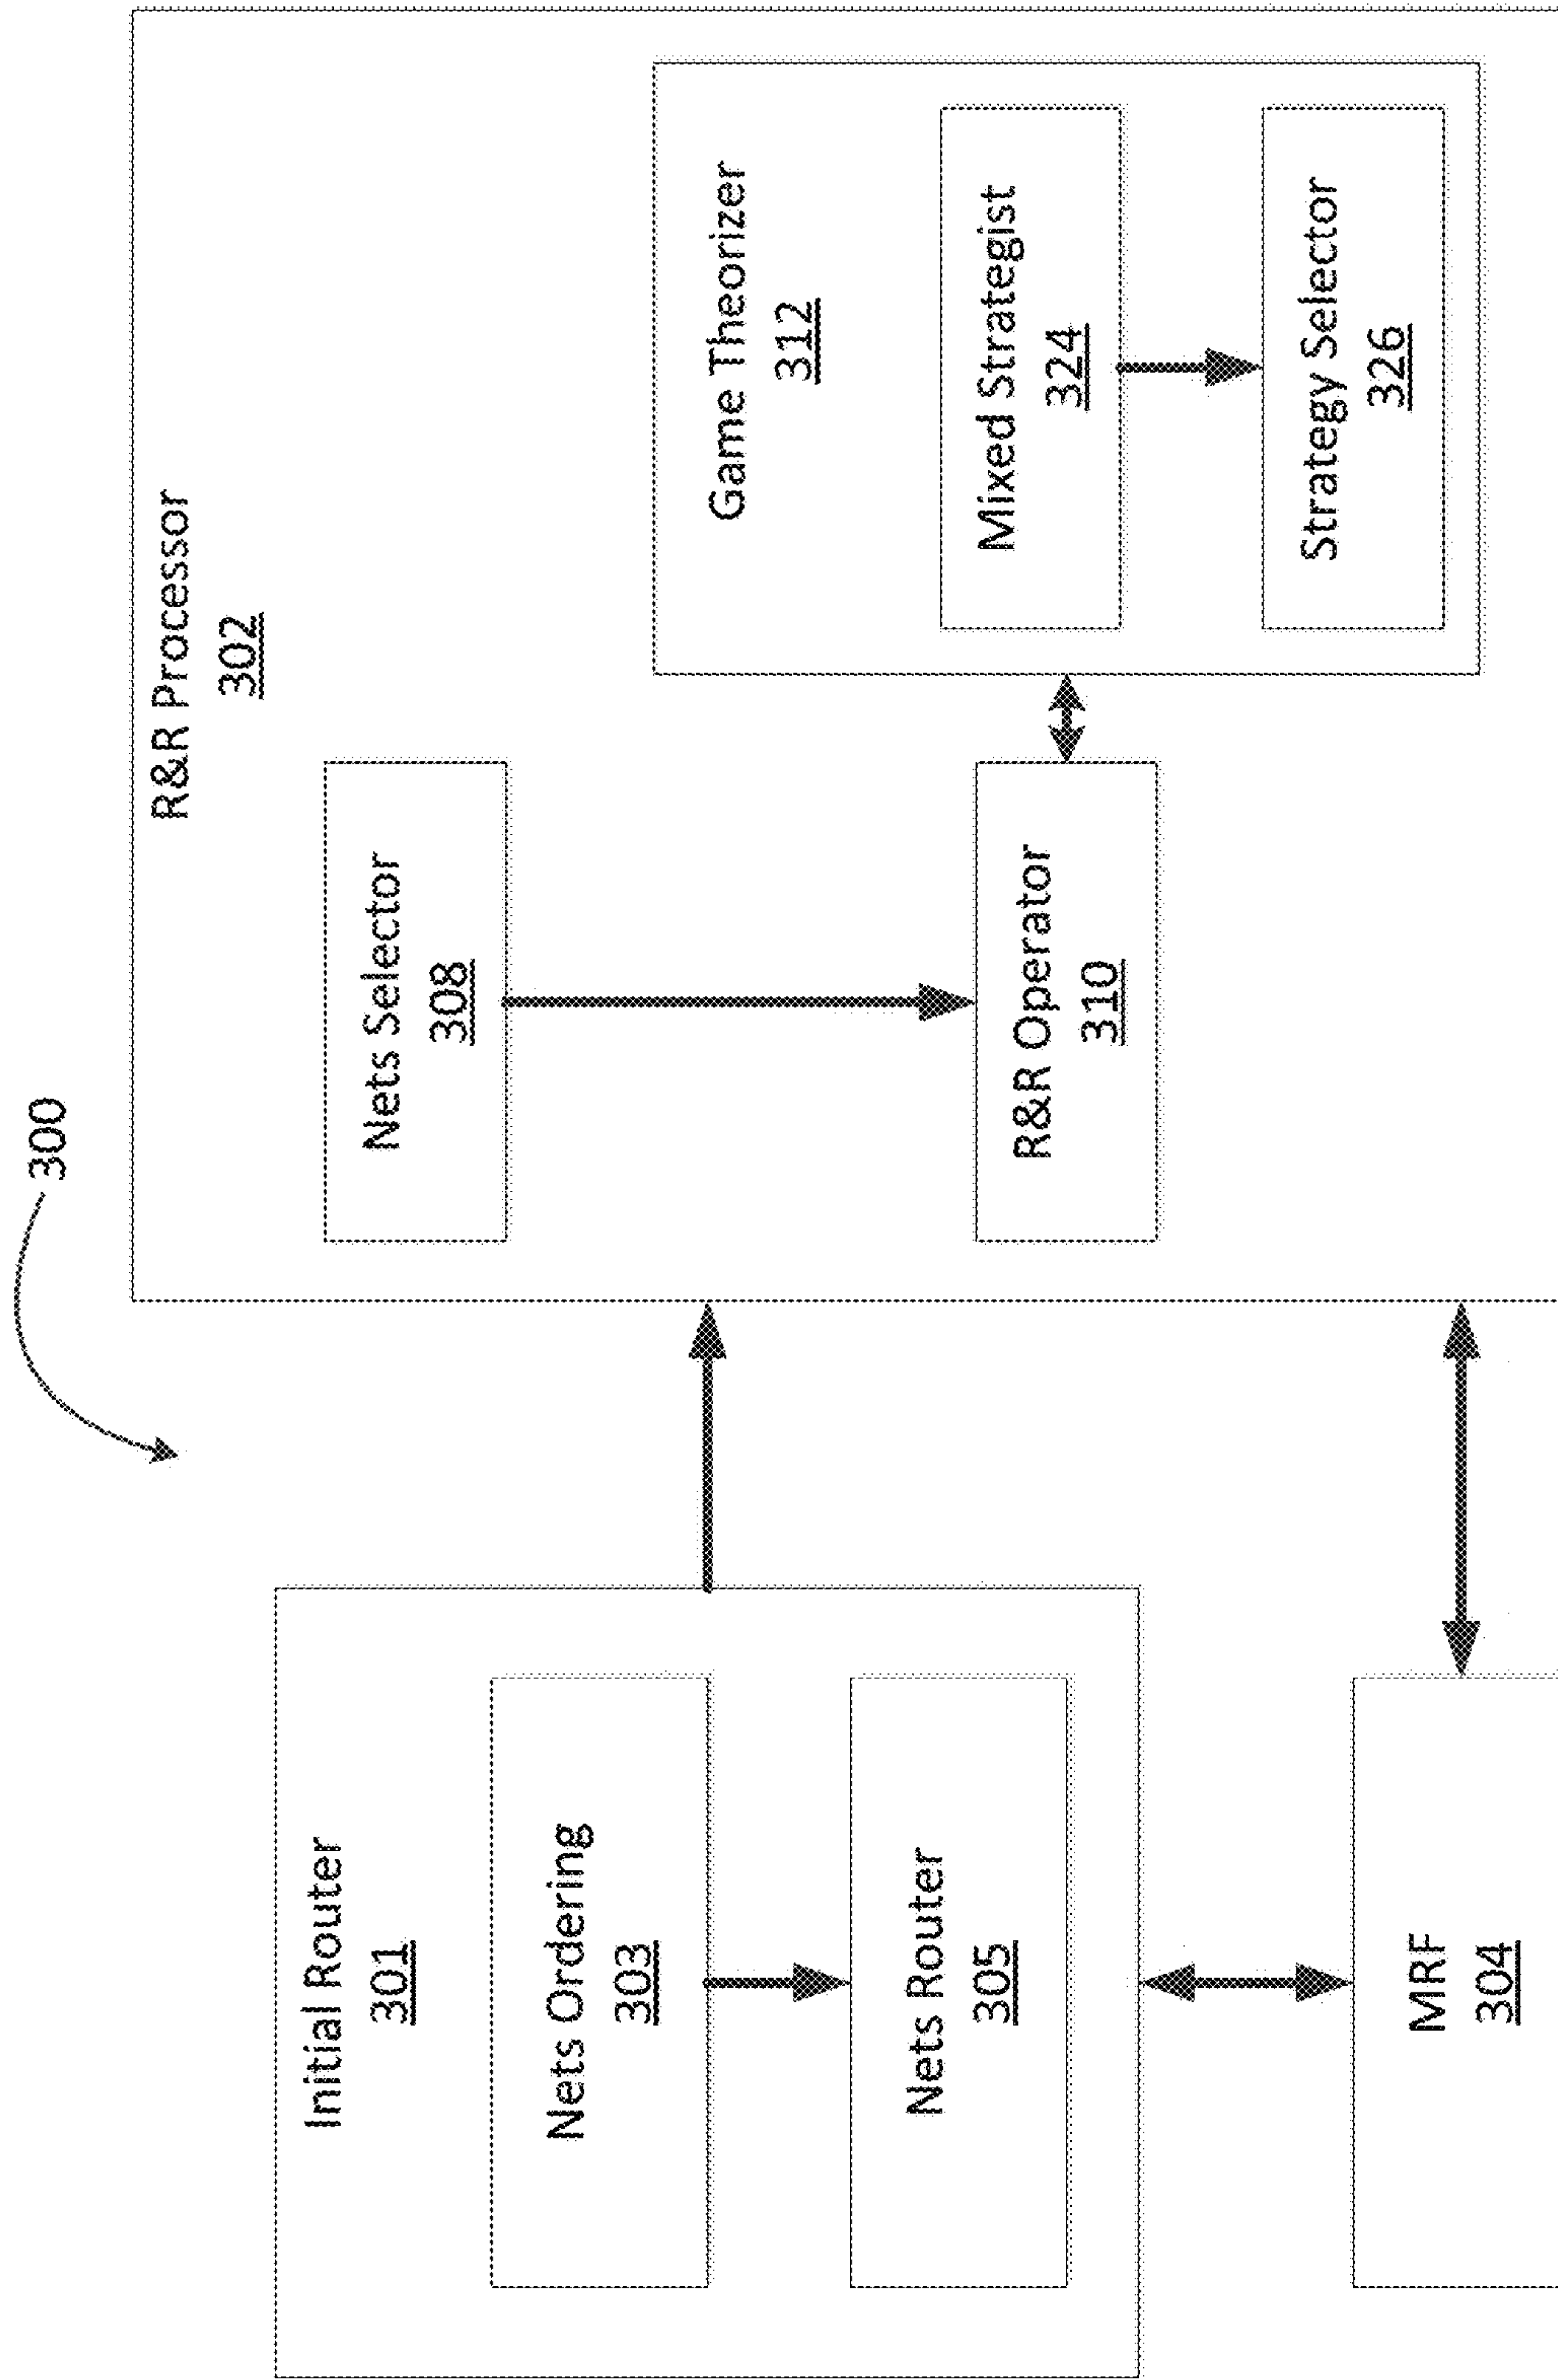 300
Initial Router
301
Nets Ordering
303
Nets Router
305
MRF
304
R&R Processor
302
Nets Selector
308
R&R Operator
310
Game Theorizer
312
Mixed Strategist
324
Strategy Selector
326